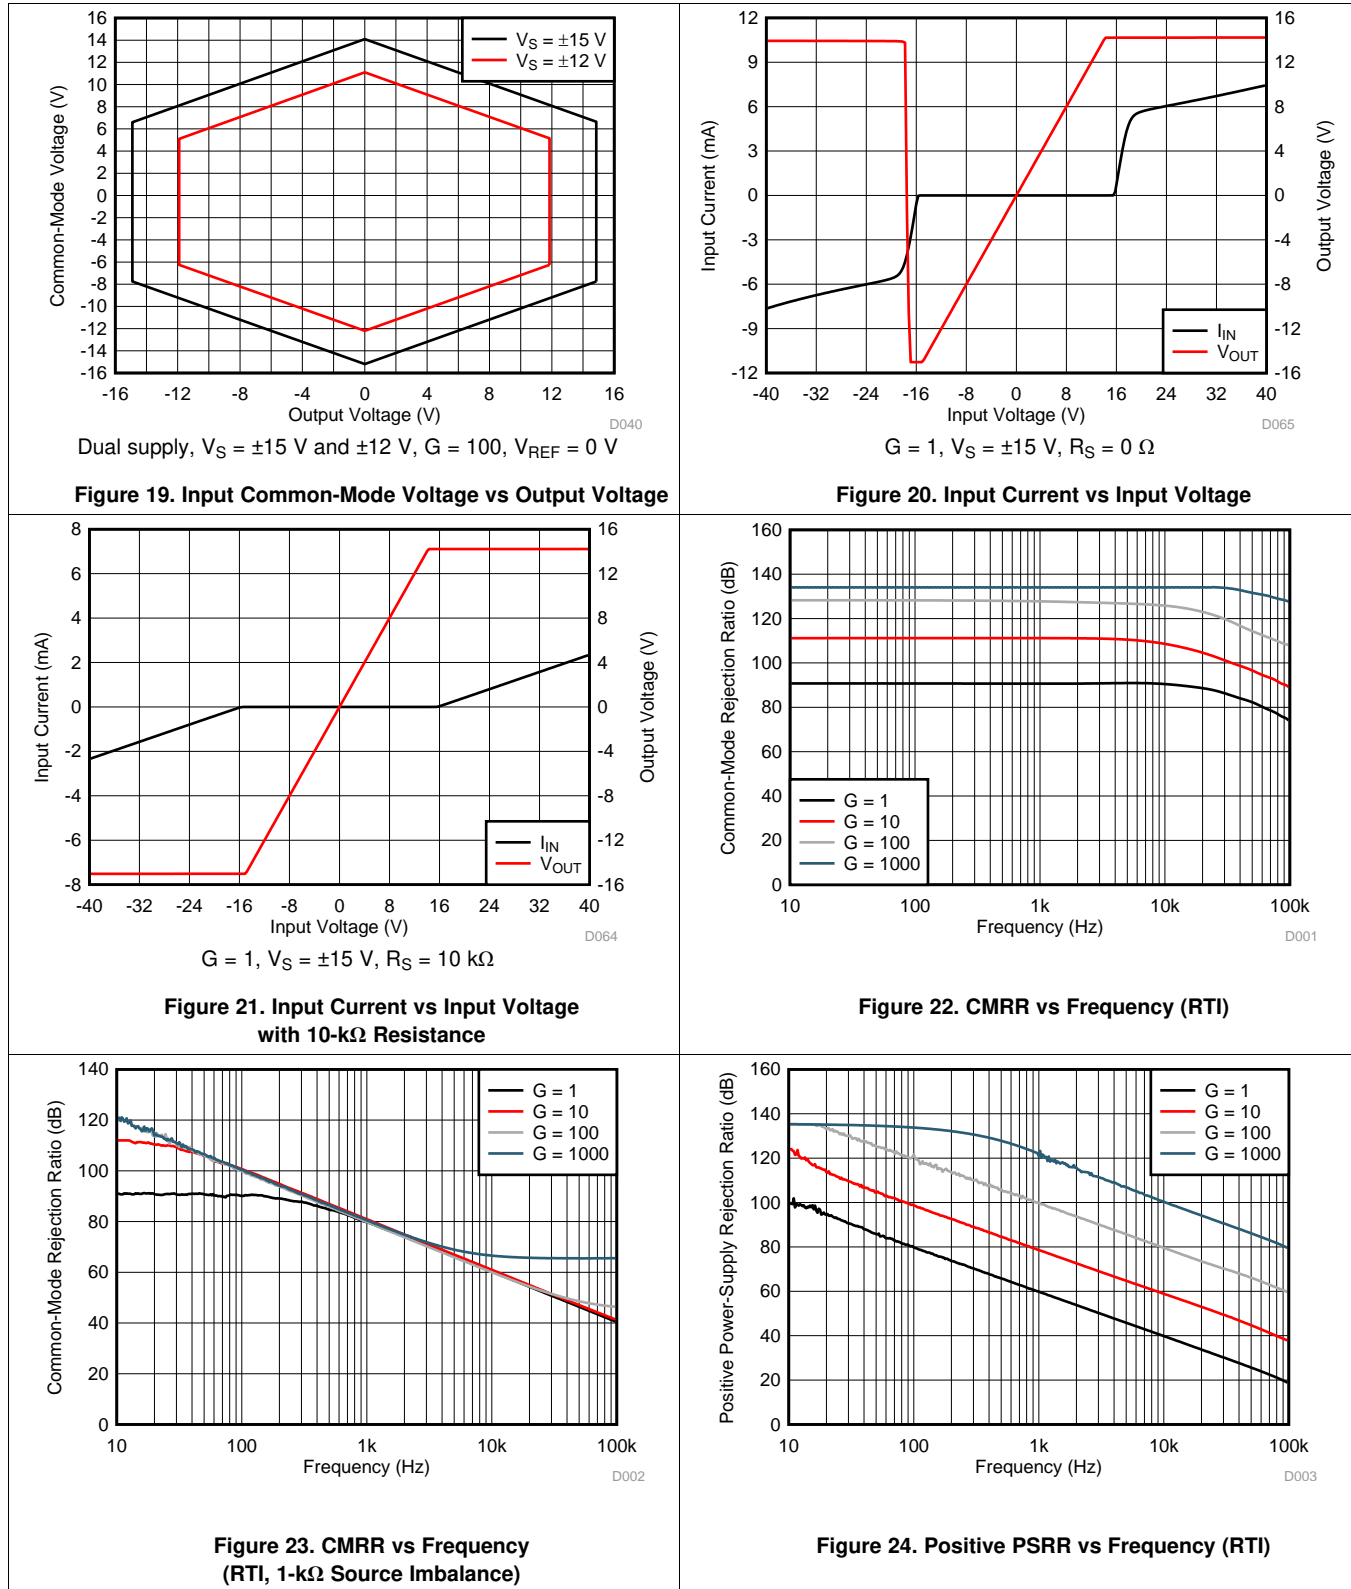 16
14
12
10
8
6
4
2
0
-2
-4
-6
-8
-10
-12
-14
-16
Common-Mode Voltage (V)
VS = ±15 V
VS = ±12 V
-16 -12 -8 -4 0 4 8 12 16
Output Voltage (V)
D040
Dual supply, VS = ±15 V and ±12 V, G = 100, VREF = 0 V
Figure 19. Input Common-Mode Voltage vs Output Voltage
12
9
6
3
0
-3
-6
-9
-12
Input Current (mA)
16
12
8
4
0
-4
-8
-12
-16
Output Voltage (V)
IIN
VOUT
-40 -32 -24 -16 -8 0 8 16 24 32 40
Input Voltage (V)
D065
G = 1, VS = ±15 V, RS = 0 Ω
Figure 20. Input Current vs Input Voltage
8
6
4
2
0
-2
-4
-6
-8
Input Current (mA)
16
12
8
4
0
-4
-8
-12
-16
Output Voltage (V)
IIN
VOUT
-40 -32 -24 -16 -8 0 8 16 24 32 40
Input Voltage (V)
D064
G = 1, VS = ±15 V, RS = 10 kΩ
Figure 21. Input Current vs Input Voltage
with 10-kΩ Resistance
160
140
120
100
80
60
40
20
0
Common-Mode Rejection Ratio (dB)
G = 1
G = 10
G = 100
G = 1000
10 100 1k 10k 100k
Frequency (Hz)
D001
Figure 22. CMRR vs Frequency (RTI)
140
120
100
80
60
40
20
0
Common-Mode Rejection Ratio (dB)
G = 1
G = 10
G = 100
G = 1000
10 100 1k 10k 100k
Frequency (Hz)
D002
Figure 23. CMRR vs Frequency
(RTI, 1-kΩ Source Imbalance)
160
140
120
100
80
60
40
20
0
Positive Power-Supply Rejection Ratio (dB)
G = 1
G = 10
G = 100
G = 1000
10 100 1k 10k 100k
Frequency (Hz)
D003
Figure 24. Positive PSRR vs Frequency (RTI)